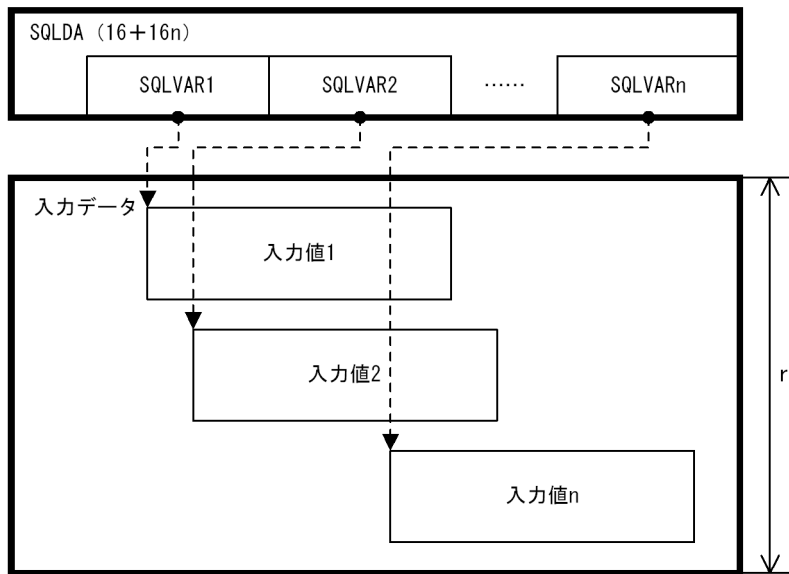 SQLDA (16+16n)
SQLVAR1
SQLVAR2
……
SQLVARn
入力データ
入力値1
入力値2
r
入力値n